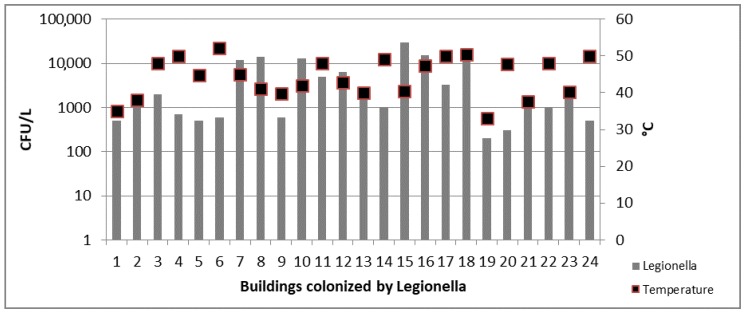 100,000
10000
1000
100
10
1
CFU/L
60
50
40
30
20
10
0
°C
1 2 3 4 5 6 7 8 9 10 11 12 13 14 15 16 17 18 19 20 21 22 23 24
Buildings colonized by Legionella
Legionella
Temperature